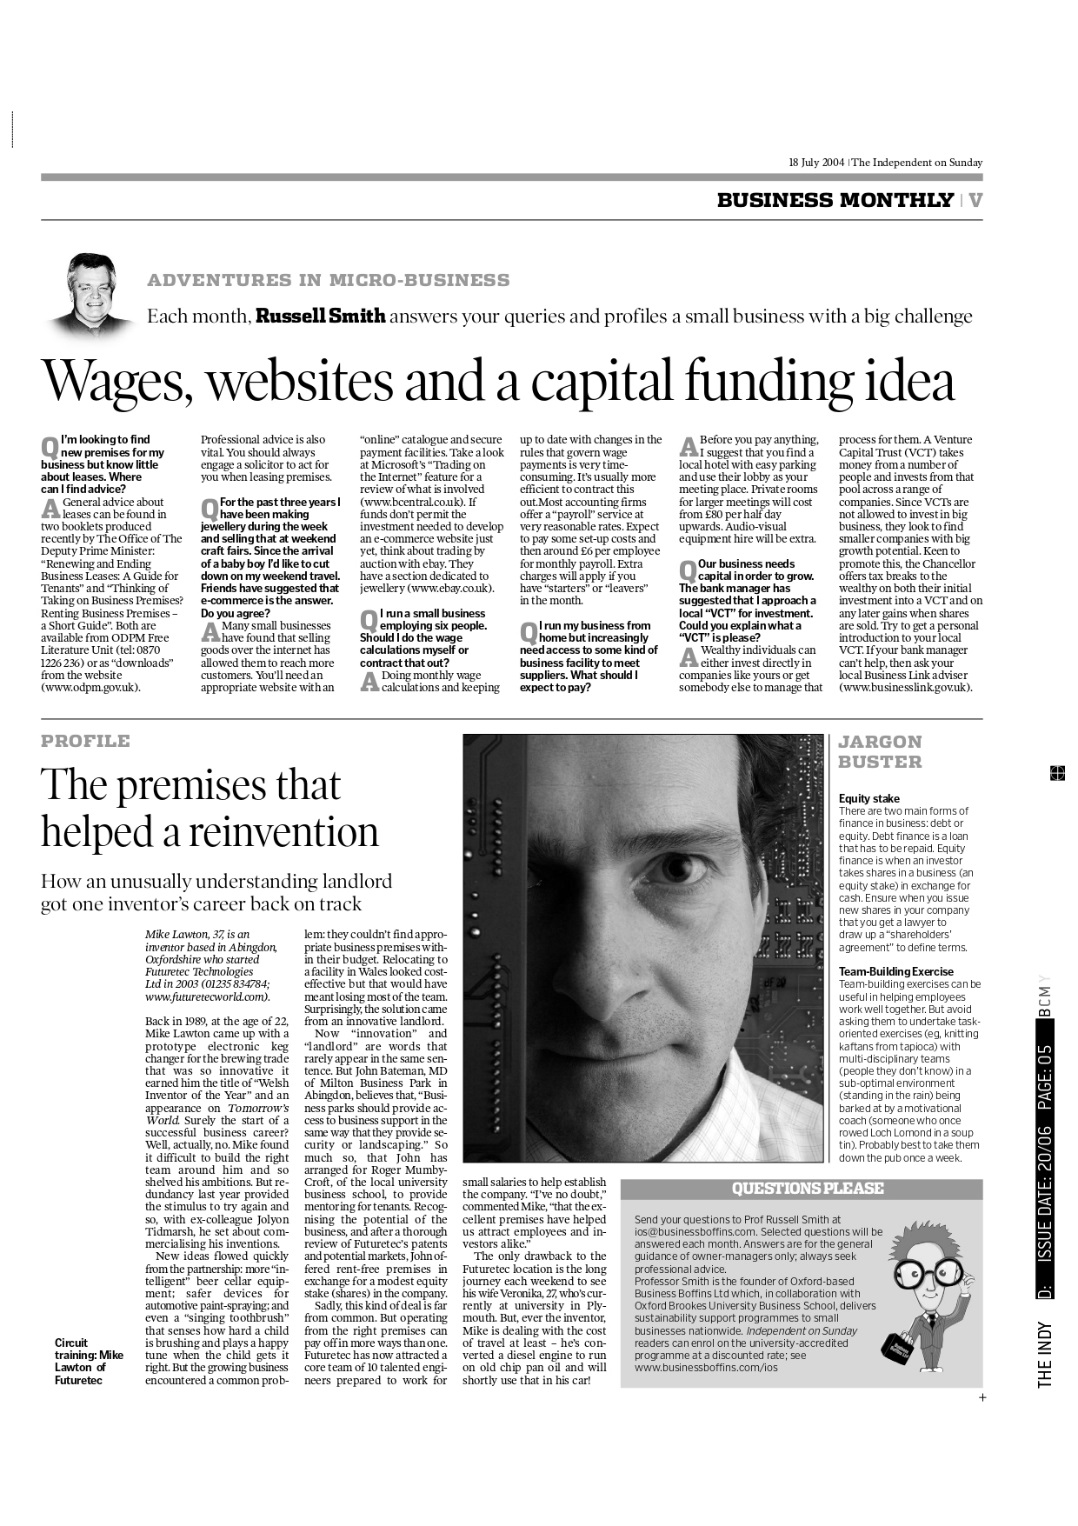 18 July 2004 | The Independent on Sunday
BUSINESS MONTHLY | V
ADVENTURES IN MICRO-BUSINESS
Each month, Russell Smith answers your queries and profiles a small business with a big challenge
Wages, websites and a capital funding idea
Q I'm looking to find
new premises for my
business but know little
about leases. Where
can I find advice?
A General advice about
leases can be found in
two booklets produced
recently by The Office of The
Deputy Prime Minister:
“Renewing and Ending
Business Leases: A Guide for
Tenants” and “Thinking of
Taking on Business Premises?
Renting Business Premises –
a Short Guide”. Both are
available from ODPM Free
Literature Unit (tel: 0870
1226 236) or as “downloads”
from the website
(www.odpm.gov.uk).
Professional advice is also
vital. You should always
engage a solicitor to act for
you when leasing premises.
Q For the past three years I
have been making
jewellery during the week
and selling that at weekend
craft fairs. Since the arrival
of a baby boy I'd like to cut
down on my weekend travel.
Friends have suggested that
e-commerce is the answer.
Do you agree?
A Many small businesses
have found that selling
goods over the internet has
allowed them to reach more
customers. You'll need an
appropriate website with an
“online” catalogue and secure
payment facilities. Take a look
at Microsoft's “Trading on
the Internet” feature for a
review of what is involved
(www.bcentral.co.uk). If
funds don't permit the
investment needed to develop
an e-commerce website just
yet, think about trading by
auction with ebay. They
have a section dedicated to
jewellery (www.ebay.co.uk).
Q I run a small business
employing six people.
Should I do the wage
calculations myself or
contract that out?
A Doing monthly wage
calculations and keeping
up to date with changes in the
rules that govern wage
payments is very time-
consuming. It's usually more
efficient to contract this
out.Most accounting firms
offer a “payroll” service at
very reasonable rates. Expect
to pay some set-up costs and
then around £6 per employee
for monthly payroll. Extra
charges will apply if you
have “starters” or “leavers”
in the month.
Q I run my business from
home but increasingly
need access to some kind of
business facility to meet
suppliers. What should I
expect to pay?
A Before you pay anything,
I suggest that you find a
local hotel with easy parking
and use their lobby as your
meeting place. Private rooms
for larger meetings will cost
from £80 per half day
upwards. Audio-visual
equipment hire will be extra.
Q Our business needs
capital in order to grow.
The bank manager has
suggested that I approach a
local “VCT” for investment.
Could you explain what a
“VCT” is please?
A Wealthy individuals can
either invest directly in
companies like yours or get
somebody else to manage that
process for them. A Venture
Capital Trust (VCT) takes
money from a number of
people and invests from that
pool across a range of
companies. Since VCTs are
not allowed to invest in big
business, they look to find
smaller companies with big
growth potential. Keen to
promote this, the Chancellor
offers tax breaks to the
wealthy on both their initial
investment into a VCT and on
any later gains when shares
are sold. Try to get a personal
introduction to your local
VCT. If your bank manager
can't help, then ask your
local Business Link adviser
(www.businesslink.gov.uk).
PROFILE
The premises that
helped a reinvention
How an unusually understanding landlord
got one inventor's career back on track
Mike Lawton, 37, is an
inventor based in Abingdon,
Oxfordshire who started
Futuretec Technologies
Ltd in 2003 (01235 834784;
www.futuretecworld.com).
Back in 1989, at the age of 22,
Mike Lawton came up with a
prototype electronic keg
changer for the brewing trade
that was so innovative it
earned him the title of “Welsh
Inventor of the Year” and an
appearance on Tomorrow's
World. Surely the start of a
successful business career?
Well, actually, no. Mike found
it difficult to build the right
team around him and so
shelved his ambitions. But re-
dundancy last year provided
the stimulus to try again and
so, with ex-colleague Jolyon
Tidmarsh, he set about com-
mercialising his inventions.
New ideas flowed quickly
from the partnership: more “in-
telligent” beer cellar equip-
ment; safer devices for
automotive paint-spraying; and
even a “singing toothbrush”
that senses how hard a child
is brushing and plays a happy
tune when the child gets it
right. But the growing business
encountered a common prob-
lem: they couldn't find appro-
priate business premises with-
in their budget. Relocating to
a facility in Wales looked cost-
effective but that would have
meant losing most of the team.
Surprisingly, the solution came
from an innovative landlord.
Now “innovation” and
“landlord” are words that
rarely appear in the same sen-
tence. But John Bateman, MD
of Milton Business Park in
Abingdon, believes that, “Busi-
ness parks should provide ac-
cess to business support in the
same way that they provide se-
curity or landscaping.” So
much so, that John has
arranged for Roger Mumby-
Croft, of the local university
business school, to provide
mentoring for tenants. Recog-
nising the potential of the
business, and after a thorough
review of Futuretec's patents
and potential markets, John of-
fered rent-free premises in
exchange for a modest equity
stake (shares) in the company.
Sadly, this kind of deal is far
from common. But operating
from the right premises can
pay off in more ways than one.
Futuretec has now attracted a
core team of 10 talented engi-
neers prepared to work for
small salaries to help establish
the company. “I've no doubt,”
commented Mike, “that the ex-
cellent premises have helped
us attract employees and in-
vestors alike.”
The only drawback to the
Futuretec location is the long
journey each weekend to see
his wife Veronika, 27, who's cur-
rently at university in Ply-
mouth. But, ever the inventor,
Mike is dealing with the cost
of travel at least – he's con-
verted a diesel engine to run
on old chip pan oil and will
shortly use that in his car!
Circuit
training: Mike
Lawton of
Futuretec
JARGON
BUSTER
Equity stake
There are two main forms of
finance in business: debt or
equity. Debt finance is a loan
that has to be repaid. Equity
finance is when an investor
takes shares in a business (an
equity stake) in exchange for
cash. Ensure when you issue
new shares in your company
that you get a lawyer to
draw up a “shareholders'
agreement” to define terms.
Team-Building Exercise
Team-building exercises can be
useful in helping employees
work well together. But avoid
asking them to undertake task-
oriented exercises (eg, knitting
kaftans from tapioca) with
multi-disciplinary teams
(people they don't know) in a
sub-optimal environment
(standing in the rain) being
barked at by a motivational
coach (someone who once
rowed Loch Lomond in a soup
tin). Probably best to take them
down the pub once a week.
QUESTIONS PLEASE
Send your questions to Prof Russell Smith at
ios@businessboffins.com. Selected questions will be
answered each month. Answers are for the general
guidance of owner-managers only; always seek
professional advice.
Professor Smith is the founder of Oxford-based
Business Boffins Ltd which, in collaboration with
Oxford Brookes University Business School, delivers
sustainability support programmes to small
businesses nationwide. Independent on Sunday
readers can enrol on the university-accredited
programme at a discounted rate; see
www.businessboffins.com/ios
Business
Boffins Ltd
THE INDY D: ISSUE DATE: 20/06 PAGE: 05 BCMY